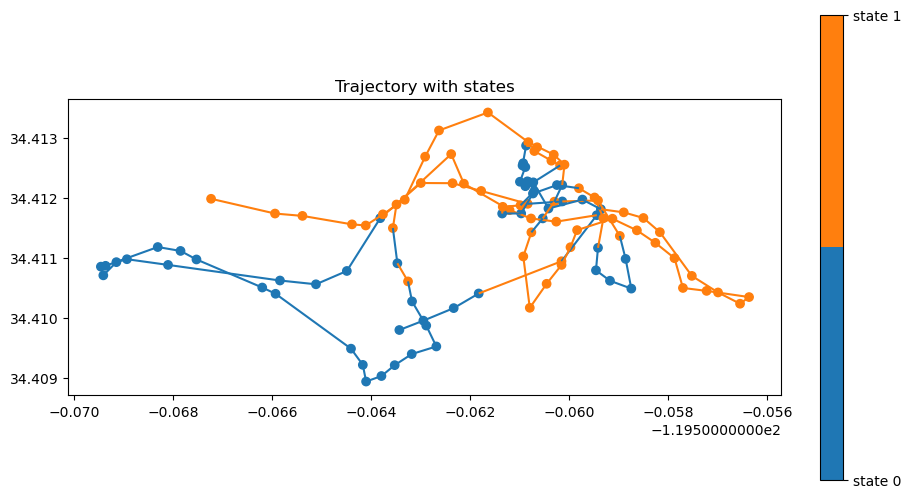 Trajectory with states
state 1
34.413
34.412
34.411
34.410
34.409
−0.070 −0.068 −0.066 −0.064 −0.062 −0.060 −0.058 −0.056
−1.1950000000e2
state 0